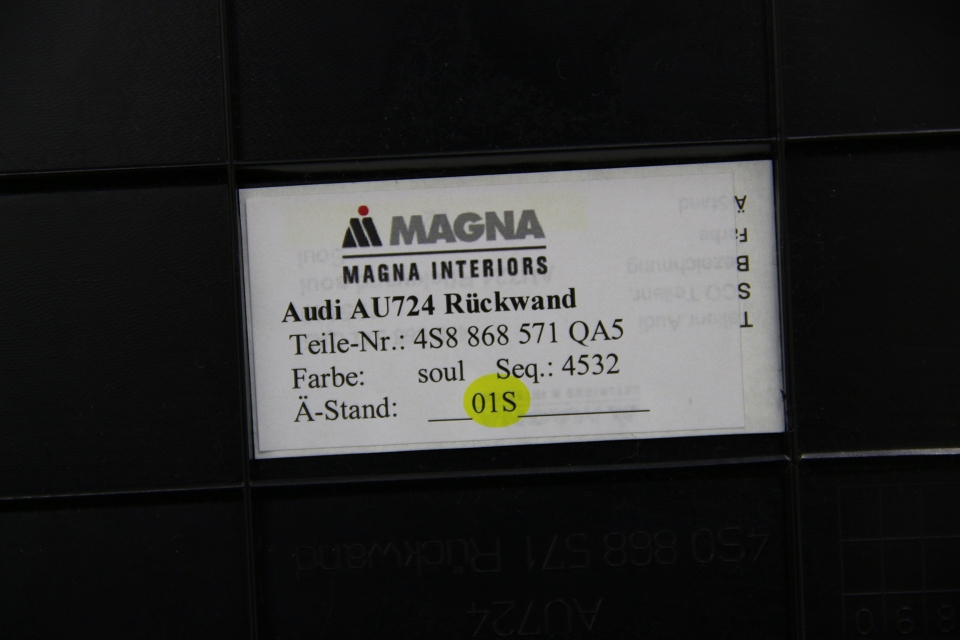 MAGNA
MAGNA INTERIORS
Audi AU724 Rückwand
Teile-Nr.: 4S8 868 571 QA5
Farbe: soul Seq.: 4532
Ä-Stand: 01S
Ä
Fa
B
S
T
4S0 868 571 Rückwand
AU724